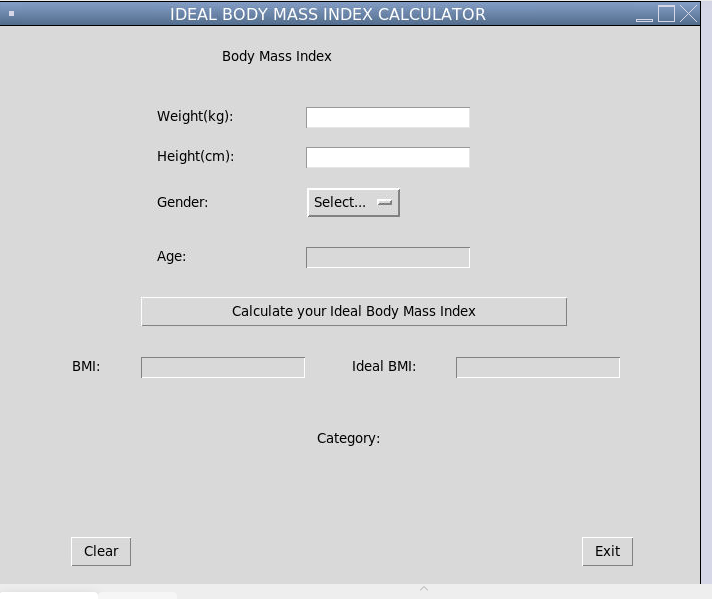 IDEAL BODY MASS INDEX CALCULATOR
Body Mass Index
Weight(kg):
Height(cm):
Gender: Select...
Age:
Calculate your Ideal Body Mass Index
BMI: Ideal BMI:
Category:
Clear Exit